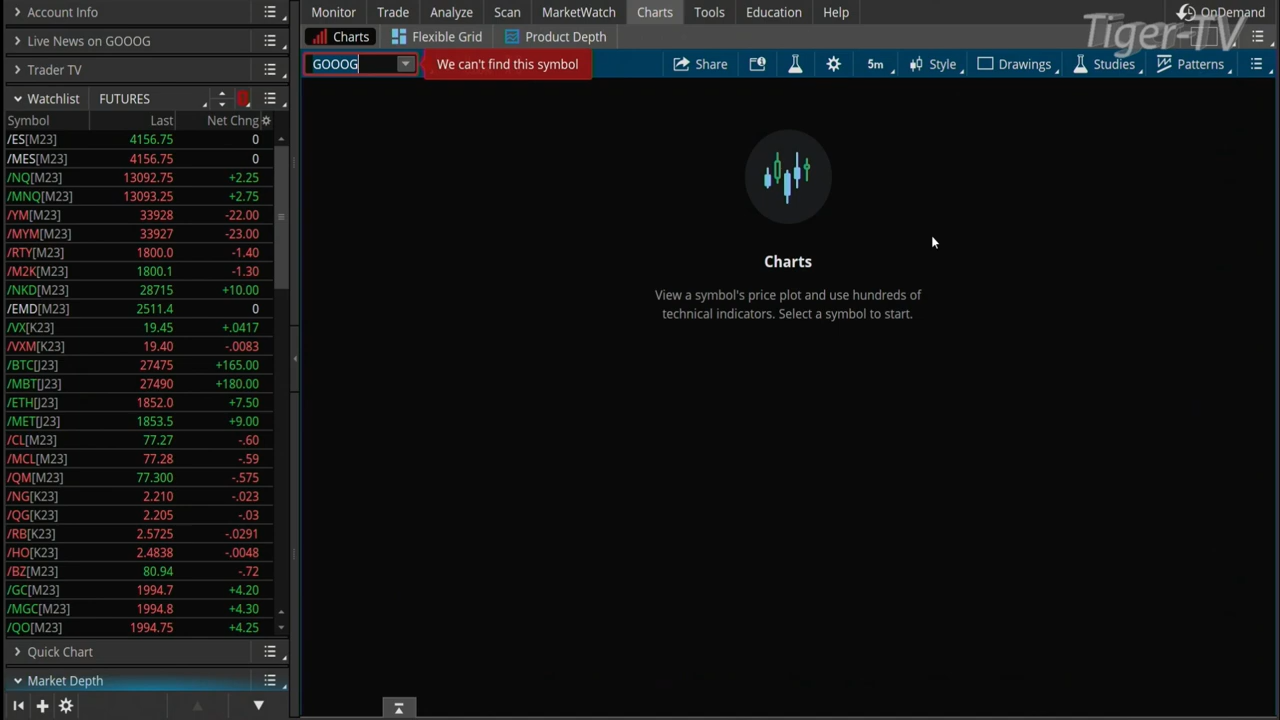 Account Info
Monitor Trade Analyze Scan MarketWatch Charts Tools Education Help OnDemand
Tiger-TV
Live News on GOOOG
Charts Flexible Grid Product Depth
Trader TV
GOOOG We can't find this symbol Share 5m Style Drawings Studies Patterns
Watchlist FUTURES
Symbol Last Net Chng
/ES[M23] 4156.75 0
/MES[M23] 4156.75 0
/NQ[M23] 13092.75 +2.25
/MNQ[M23] 13093.25 +2.75
/YM[M23] 33928 -22.00
/MYM[M23] 33927 -23.00
/RTY[M23] 1800.0 -1.40
/M2K[M23] 1800.1 -1.30
/NKD[M23] 28715 +10.00
/EMD[M23] 2511.4 0
/VX[K23] 19.45 +.0417
/VXM[K23] 19.40 -.0083
/BTC[J23] 27475 +165.00
/MBT[J23] 27490 +180.00
/ETH[J23] 1852.0 +7.50
/MET[J23] 1853.5 +9.00
/CL[M23] 77.27 -.60
/MCL[M23] 77.28 -.59
/QM[M23] 77.300 -.575
/NG[K23] 2.210 -.023
/QG[K23] 2.205 -.03
/RB[K23] 2.5725 -.0291
/HO[K23] 2.4838 -.0048
/BZ[M23] 80.94 -.72
/GC[M23] 1994.7 +4.20
/MGC[M23] 1994.8 +4.30
/QO[M23] 1994.75 +4.25
Charts
View a symbol's price plot and use hundreds of
technical indicators. Select a symbol to start.
Quick Chart
Market Depth